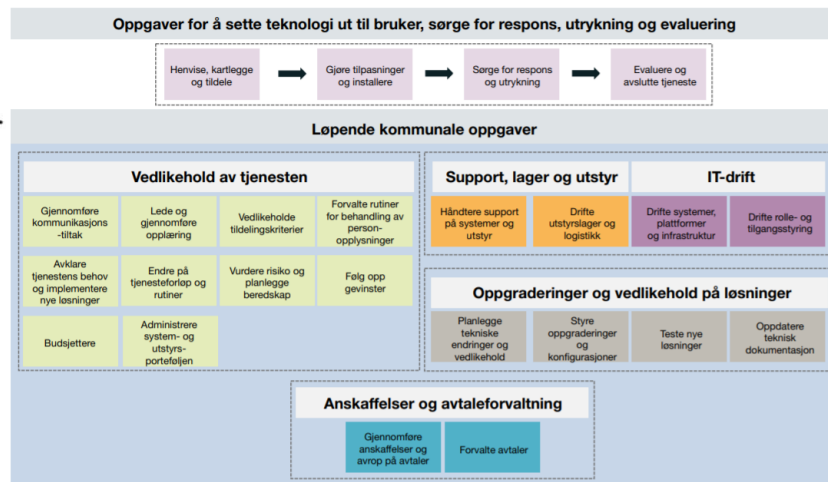 Oppgaver for å sette teknologi ut til bruker, sørge for respons, utrykning og evaluering
Henvise, kartlegge
og tildele
Gjøre tilpasninger
og installere
Sørge for respons
og utrykning
Evaluere og
avslutte tjeneste
Løpende kommunale oppgaver
Vedlikehold av tjenesten
Gjennomføre
kommunikasjons
-tiltak
Lede og
gjennomføre
opplæring
Vedlikeholde
tildelingskriterier
Forvalte rutiner
for behandling av
person-
opplysninger
Avklare
tjenestens behov
og implementere
nye løsninger
Endre på
tjenesteforløp og
rutiner
Vurdere risiko og
planlegge
beredskap
Følg opp
gevinster
Budsjettere
Administrere
system- og
utstyrs-
porteføljen
Support, lager og utstyr
Håndtere support
på systemer og
utstyr
Drifte
utstyrslager og
logistikk
IT-drift
Drifte systemer,
plattformer
og infrastruktur
Drifte rolle- og
tilgangsstyring
Oppgraderinger og vedlikehold på løsninger
Planlegge
tekniske
endringer og
vedlikehold
Styre
oppgraderinger
og
konfigurasjoner
Teste nye
løsninger
Oppdatere
teknisk
dokumentasjon
Anskaffelser og avtaleforvaltning
Gjennomføre
anskaffelser og
avrop på avtaler
Forvalte avtaler